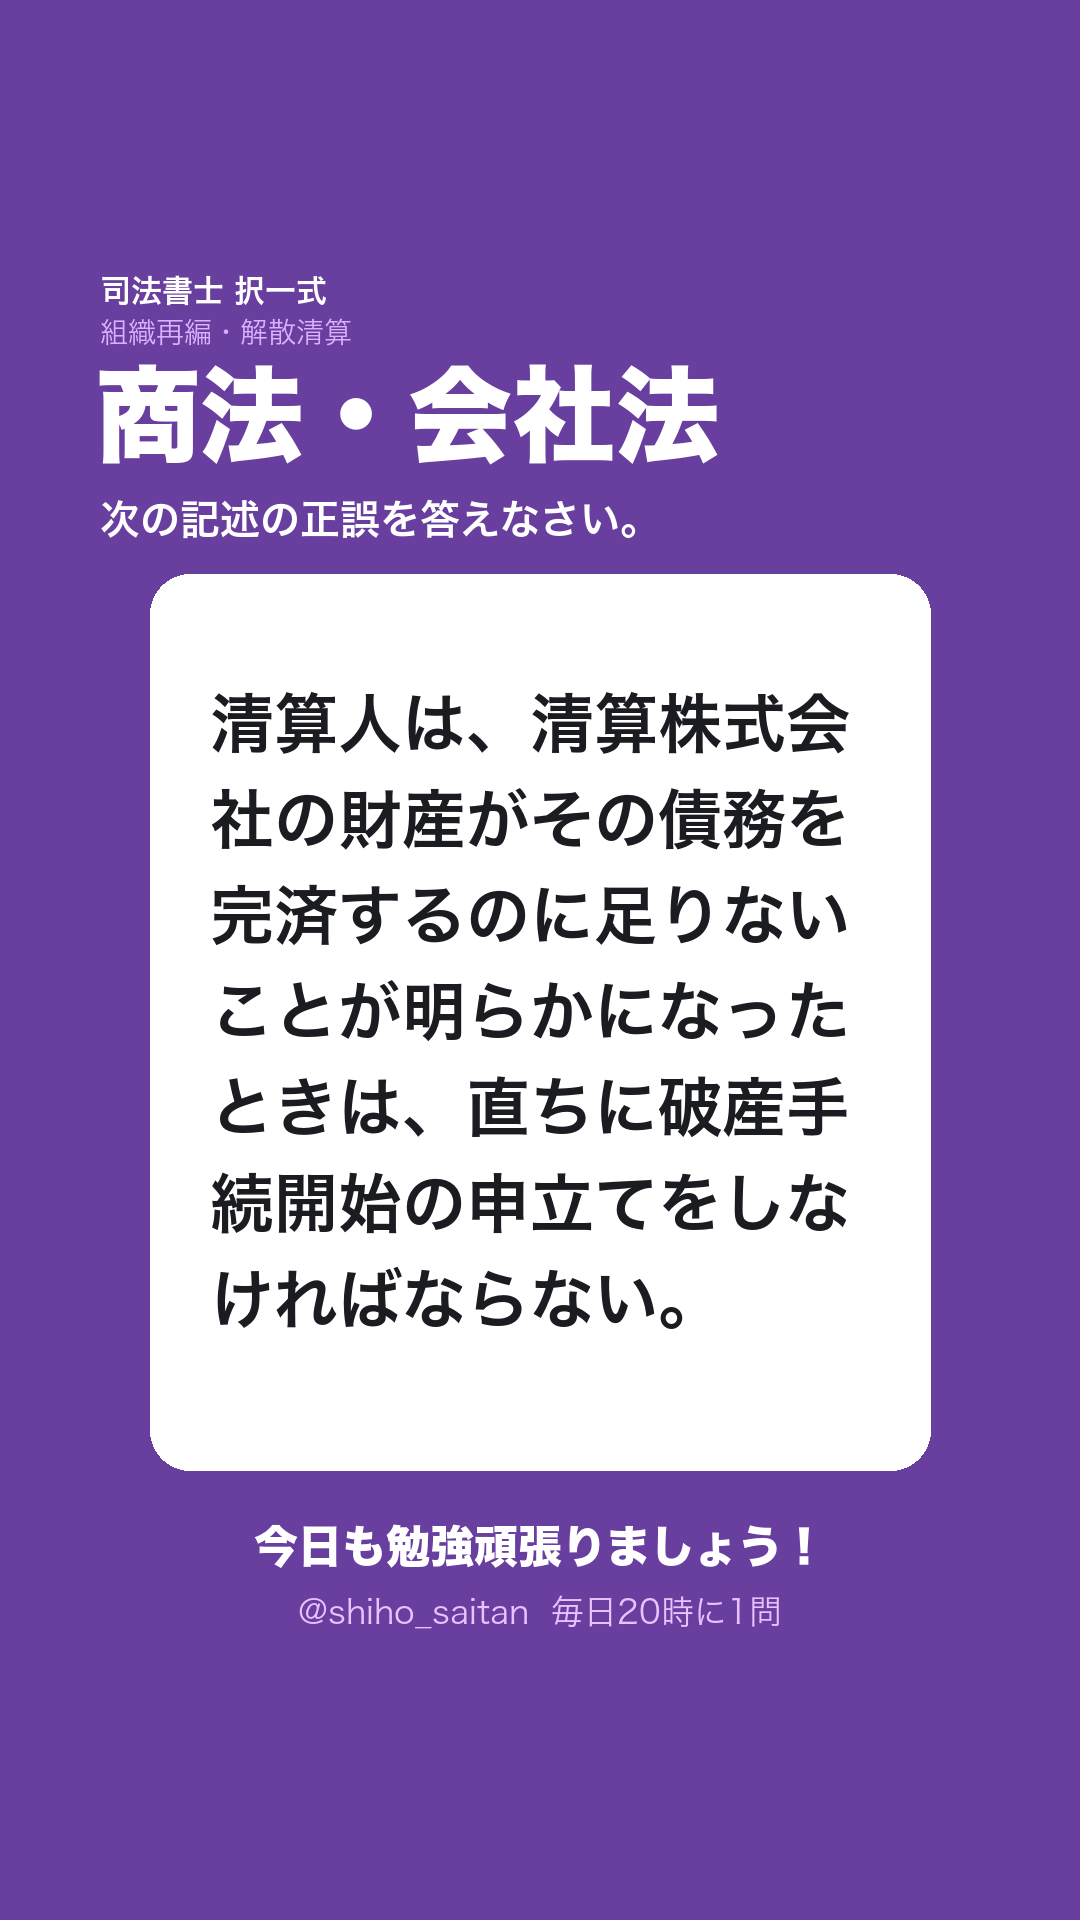 司法書士 択一式
組織再編・解散清算
商法・会社法
次の記述の正誤を答えなさい。
清算人は、清算株式会
社の財産がその債務を
完済するのに足りない
ことが明らかになった
ときは、直ちに破産手
続開始の申立てをしな
ければならない。
今日も勉強頑張りましょう！
@shiho_saitan 毎日20時に1問